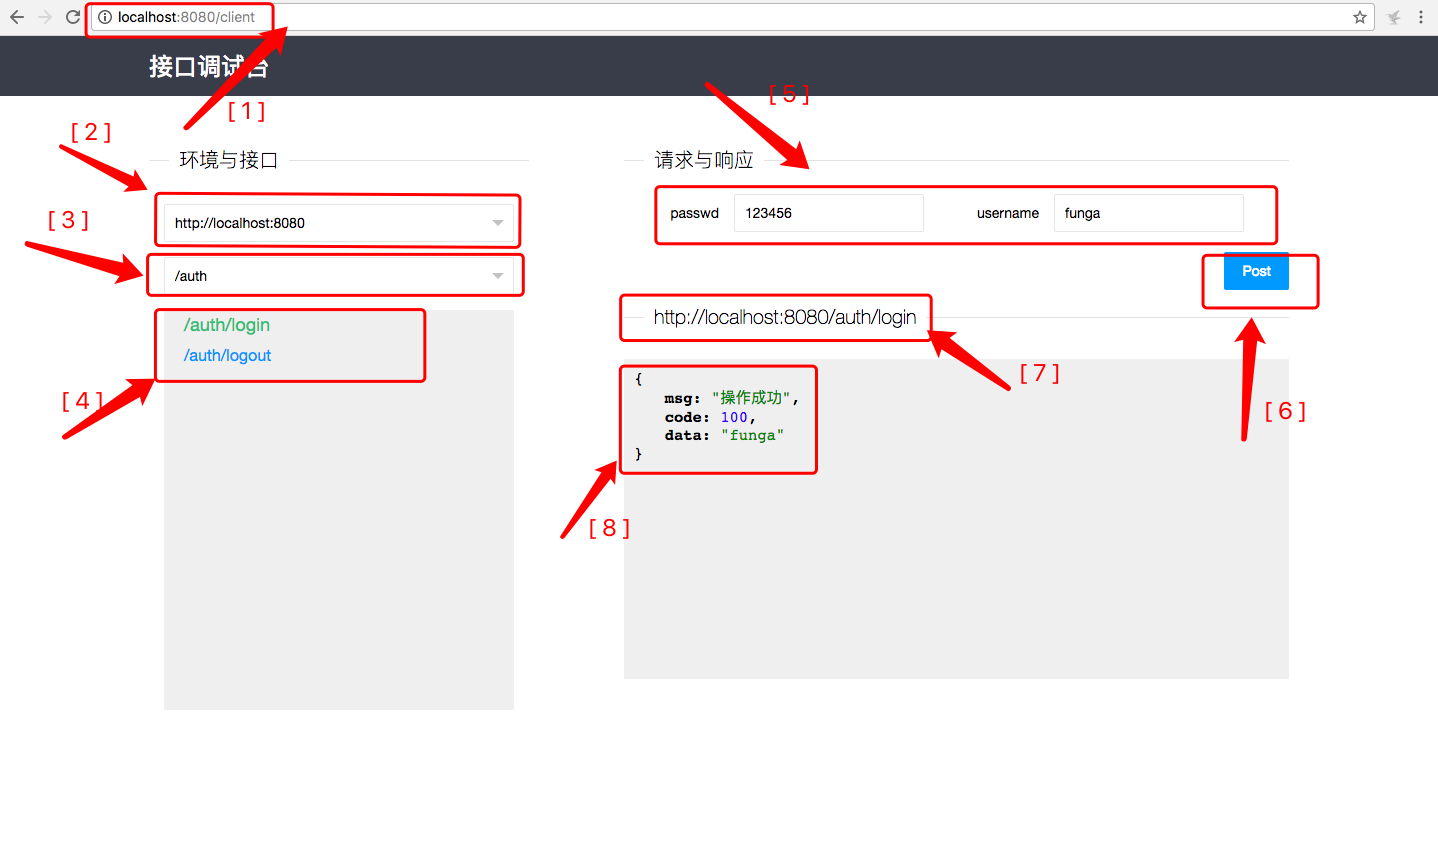 localhost:8080/client
接口调试台
[ 1 ]
[ 2 ]
[ 5 ]
环境与接口
请求与响应
[ 3 ]
http://localhost:8080
passwd 123456 username funga
/auth
Post
/auth/login
/auth/logout
http://localhost:8080/auth/login
[ 4 ]
[ 7 ]
[ 6 ]
{
msg: "操作成功",
code: 100,
data: "funga"
}
[ 8 ]